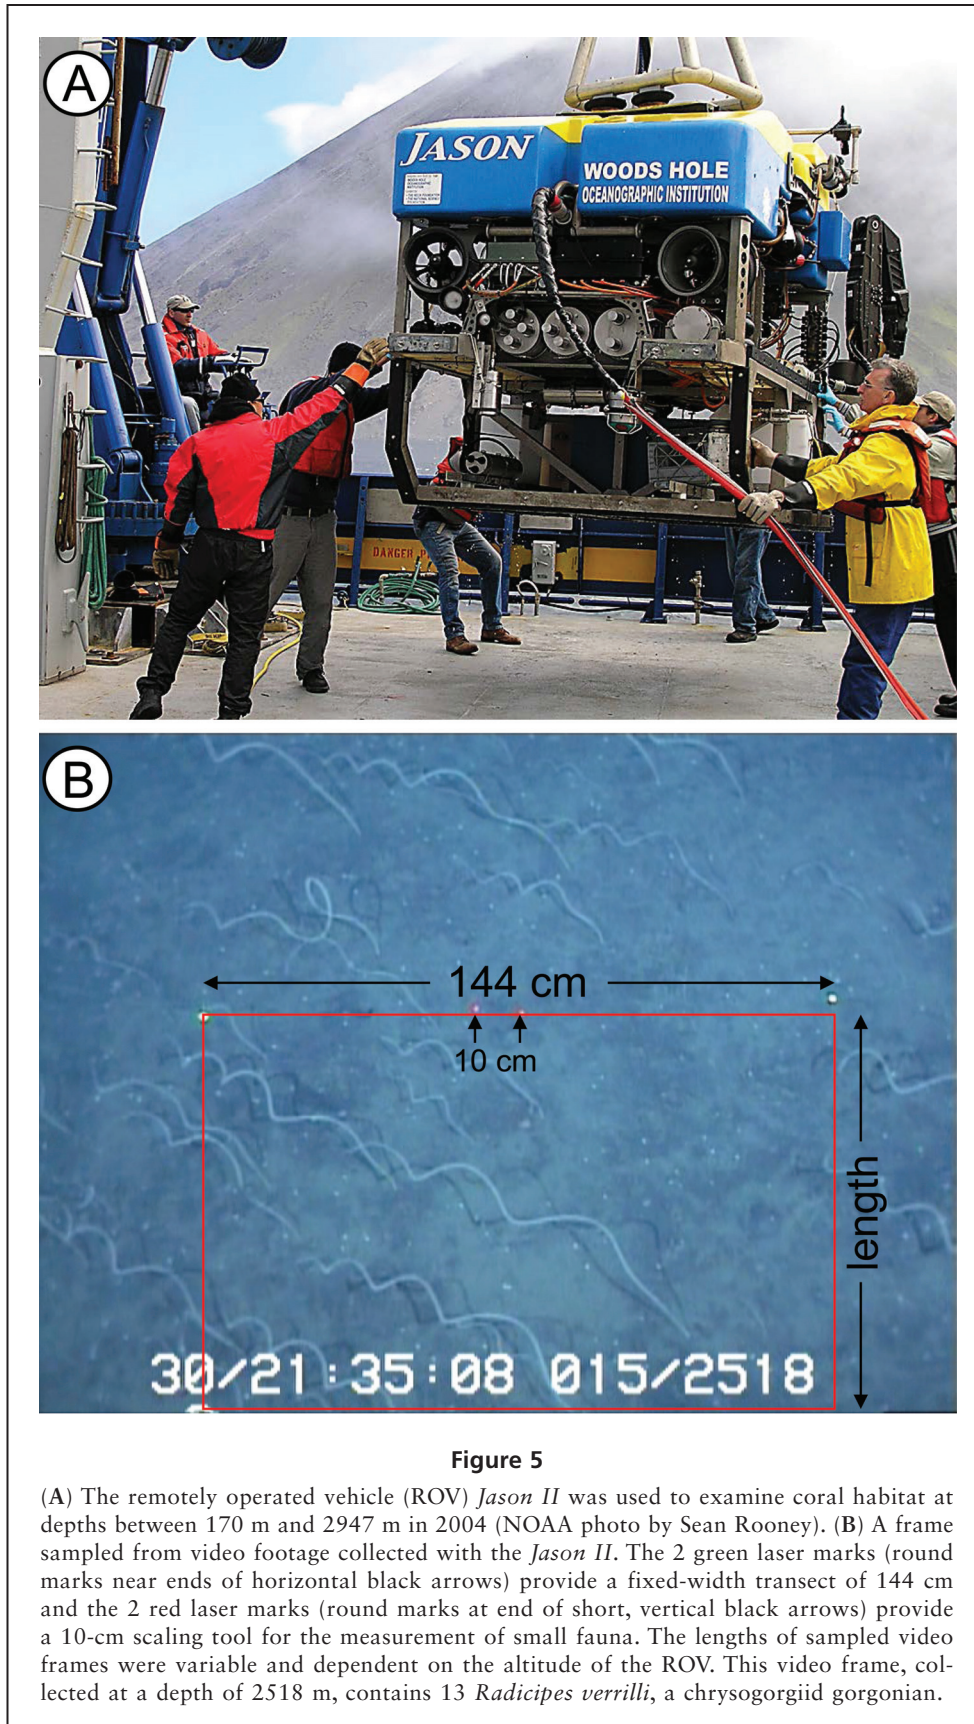 A
JASON
WOODS HOLE
OCEANOGRAPHIC INSTITUTION
DANGER
B
144 cm
10 cm
length
30/21:35:08 015/2518
Figure 5
(A) The remotely operated vehicle (ROV) Jason II was used to examine coral habitat at
depths between 170 m and 2947 m in 2004 (NOAA photo by Sean Rooney). (B) A frame
sampled from video footage collected with the Jason II. The 2 green laser marks (round
marks near ends of horizontal black arrows) provide a fixed-width transect of 144 cm
and the 2 red laser marks (round marks at end of short, vertical black arrows) provide
a 10-cm scaling tool for the measurement of small fauna. The lengths of sampled video
frames were variable and dependent on the altitude of the ROV. This video frame, col-
lected at a depth of 2518 m, contains 13 Radicipes verrilli, a chrysogorgiid gorgonian.